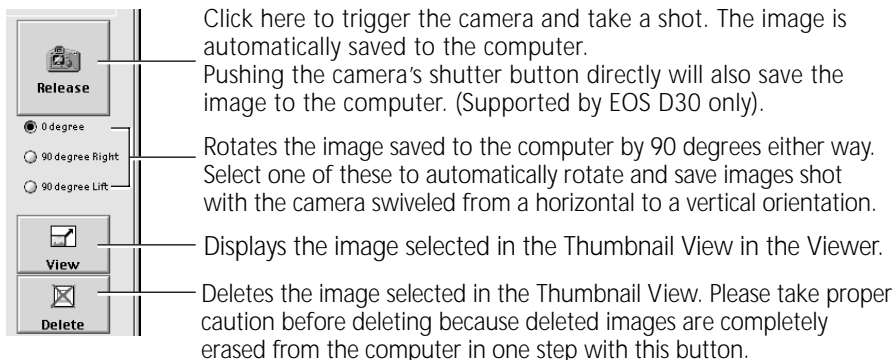 Release
Click here to trigger the camera and take a shot. The image is
automatically saved to the computer.
Pushing the camera's shutter button directly will also save the
image to the computer. (Supported by EOS D30 only).
0 degree
90 degree Right
90 degree Lift
Rotates the image saved to the computer by 90 degrees either way.
Select one of these to automatically rotate and save images shot
with the camera swiveled from a horizontal to a vertical orientation.
View
Displays the image selected in the Thumbnail View in the Viewer.
Delete
Deletes the image selected in the Thumbnail View. Please take proper
caution before deleting because deleted images are completely
erased from the computer in one step with this button.